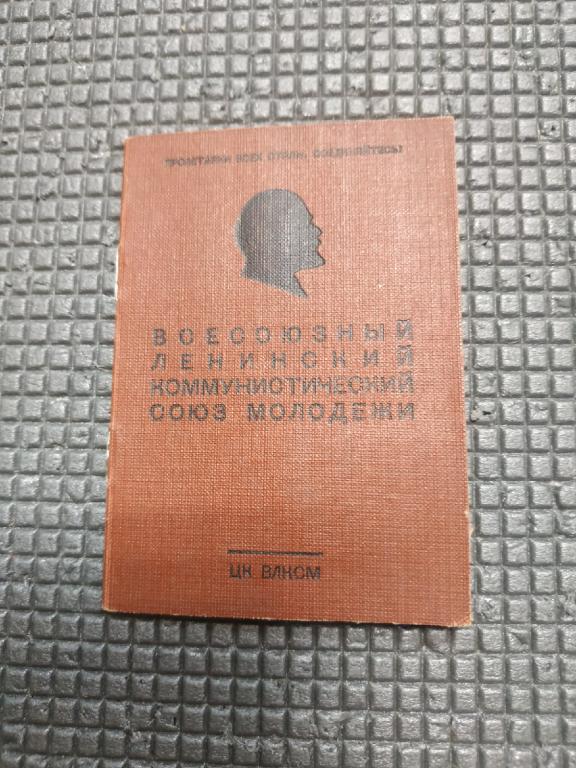 ПРОЛЕТАРИИ ВСЕХ СТРАН, СОЕДИНЯЙТЕСЬ!
ВСЕСОЮЗНЫЙ
ЛЕНИНСКИЙ
КОММУНИСТИЧЕСКИЙ
СОЮЗ МОЛОДЕЖИ
ЦК ВЛКСМ